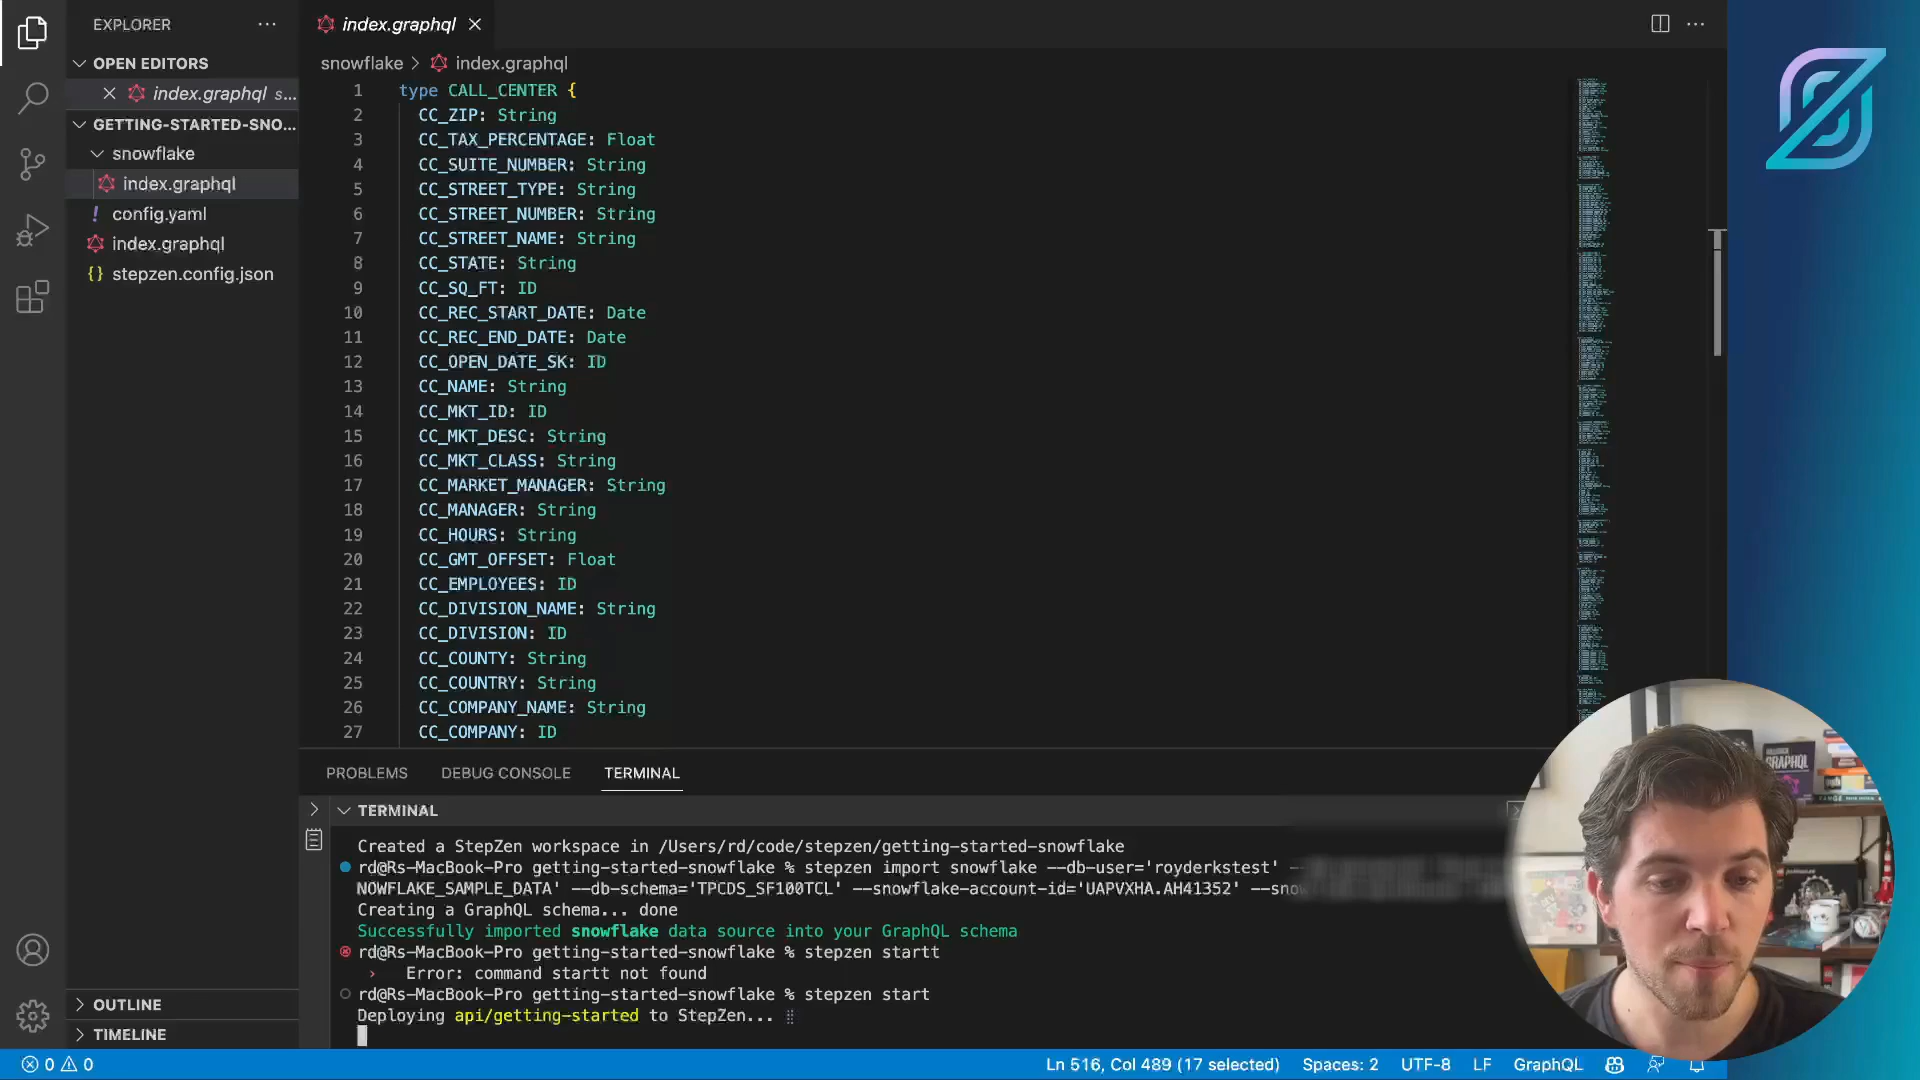 EXPLORER
index.graphql
OPEN EDITORS
index.graphql s...
GETTING-STARTED-SNO...
snowflake
index.graphql
config.yaml
index.graphql
stepzen.config.json
OUTLINE
TIMELINE
snowflake > index.graphql
1 type CALL_CENTER {
2 CC_ZIP: String
3 CC_TAX_PERCENTAGE: Float
4 CC_SUITE_NUMBER: String
5 CC_STREET_TYPE: String
6 CC_STREET_NUMBER: String
7 CC_STREET_NAME: String
8 CC_STATE: String
9 CC_SQ_FT: ID
10 CC_REC_START_DATE: Date
11 CC_REC_END_DATE: Date
12 CC_OPEN_DATE_SK: ID
13 CC_NAME: String
14 CC_MKT_ID: ID
15 CC_MKT_DESC: String
16 CC_MKT_CLASS: String
17 CC_MARKET_MANAGER: String
18 CC_MANAGER: String
19 CC_HOURS: String
20 CC_GMT_OFFSET: Float
21 CC_EMPLOYEES: ID
22 CC_DIVISION_NAME: String
23 CC_DIVISION: ID
24 CC_COUNTY: String
25 CC_COUNTRY: String
26 CC_COMPANY_NAME: String
27 CC_COMPANY: ID
PROBLEMS DEBUG CONSOLE TERMINAL
TERMINAL
Created a StepZen workspace in /Users/rd/code/stepzen/getting-started-snowflake
rd@Rs-MacBook-Pro getting-started-snowflake % stepzen import snowflake --db-user='royderkstest' -
NOWFLAKE_SAMPLE_DATA' --db-schema='TPCDS_SF100TCL' --snowflake-account-id='UAPVXHA.AH41352' --snow
Creating a GraphQL schema... done
Successfully imported snowflake data source into your GraphQL schema
rd@Rs-MacBook-Pro getting-started-snowflake % stepzen startt
› Error: command startt not found
rd@Rs-MacBook-Pro getting-started-snowflake % stepzen start
Deploying api/getting-started to StepZen...
0 0 Ln 516, Col 489 (17 selected) Spaces: 2 UTF-8 LF GraphQL
GRAPHQL